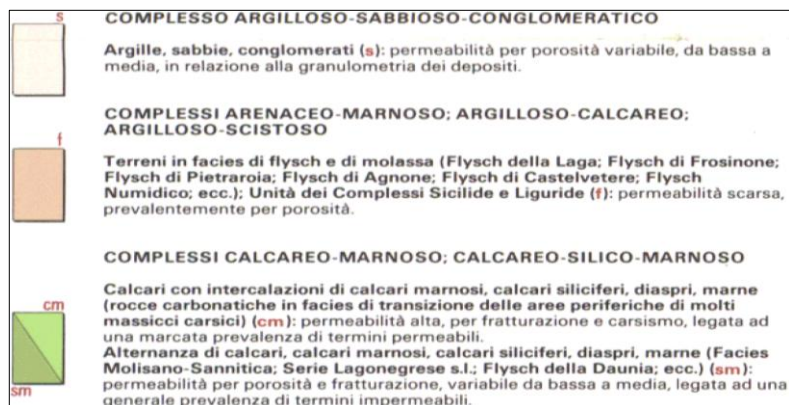 s
COMPLESSO ARGILLOSO-SABBIOSO-CONGLOMERATICO
Argille, sabbie, conglomerati (s): permeabilità per porosità variabile, da bassa a
media, in relazione alla granulometria dei depositi.
COMPLESSI ARENACEO-MARNOSO; ARGILLOSO-CALCAREO;
ARGILLOSO-SCISTOSO
f
Terreni in facies di flysch e di molassa (Flysch della Laga; Flysch di Frosinone;
Flysch di Pietraroia; Flysch di Agnone; Flysch di Castelvetere; Flysch
Numidico; ecc.); Unità dei Complessi Sicilide e Liguride (f): permeabilità scarsa,
prevalentemente per porosità.
COMPLESSI CALCAREO-MARNOSO; CALCAREO-SILICO-MARNOSO
Calcari con intercalazioni di calcari marnosi, calcari siliciferi, diaspri, marne
cm
(rocce carbonatiche in facies di transizione delle aree periferiche di molti
massicci carsici) (cm): permeabilità alta, per fratturazione e carsismo, legata ad
una marcata prevalenza di termini permeabili.
Alternanza di calcari, calcari marnosi, calcari siliciferi, diaspri, marne (Facies
Molisano-Sannitica; Serie Lagonegrese s.l.; Flysch della Daunia; ecc.) (sm):
permeabilità per porosità e fratturazione, variabile da bassa a media, legata ad una
sm
generale prevalenza di termini impermeabili.